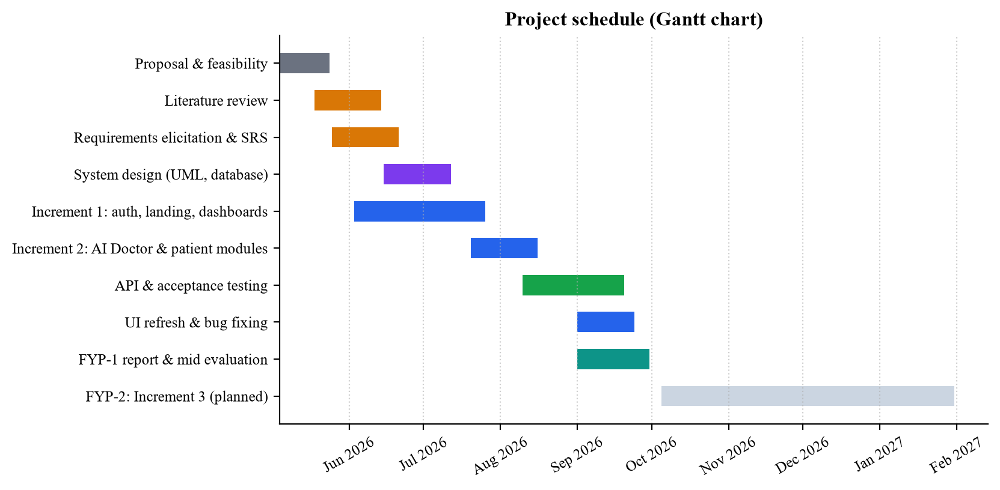 Project schedule (Gantt chart)
Proposal & feasibility
Literature review
Requirements elicitation & SRS
System design (UML, database)
Increment 1: auth, landing, dashboards
Increment 2: AI Doctor & patient modules
API & acceptance testing
UI refresh & bug fixing
FYP-1 report & mid evaluation
FYP-2: Increment 3 (planned)
Jun 2026
Jul 2026
Aug 2026
Sep 2026
Oct 2026
Nov 2026
Dec 2026
Jan 2027
Feb 2027